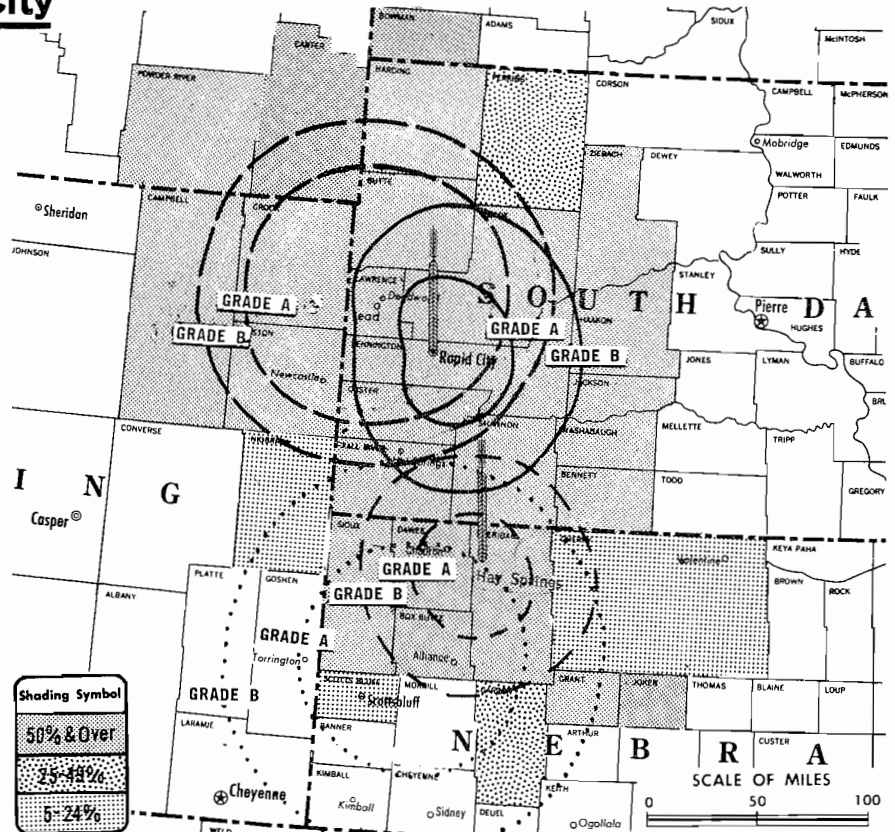 City
BOWMAN
ADAMS
SIOUX
McINTOSH
CARTER
POWDER RIVER
HARDING
PERKINS
CORSON
CAMPBELL
McPHERSON
Mobridge
EDMUNDS
ZIEBACH
DEWEY
WALWORTH
BUTTE
POTTER
FAULK
Sheridan
CAMPBELL
CROOK
JOHNSON
SULLY
HYDE
STANLEY
LAWRENCE
Deadwood
GRADE A
S O U T H D A
Pierre
HUGHES
Lead
GRADE A
HAAKON
GRADE B
PENNINGTON
Rapid City
GRADE B
JONES
LYMAN
BUFFALO
Newcastle
CUSTER
JACKSON
BRU
SHANNON
WASHABAUGH
MELLETTE
CONVERSE
NIOBRARA
FALL RIVER
TRIPP
BENNETT
TODD
GREGORY
I N G
Casper
SIOUX
DAWES
SHERIDAN
CHERRY
KEYA PAHA
Chadron
Valentine
GRADE A
Hay Springs
PLATTE
GOSHEN
BROWN
ROCK
ALBANY
GRADE B
BOX BUTTE
GRADE A
Torrington
Alliance
SCOTTS BLUFF
MORRILL
GARDEN
GRANT
HOOKER
THOMAS
BLAINE
LOUP
Shading Symbol
GRADE B
Scottsbluff
50% & Over
LARAMIE
BANNER
N E B R A
ARTHUR
CUSTER
25-49%
KIMBALL
CHEYENNE
SCALE OF MILES
5-24%
Cheyenne
Kimball
Sidney
DEUEL
KEITH
0 50 100
Ogallala
WELD